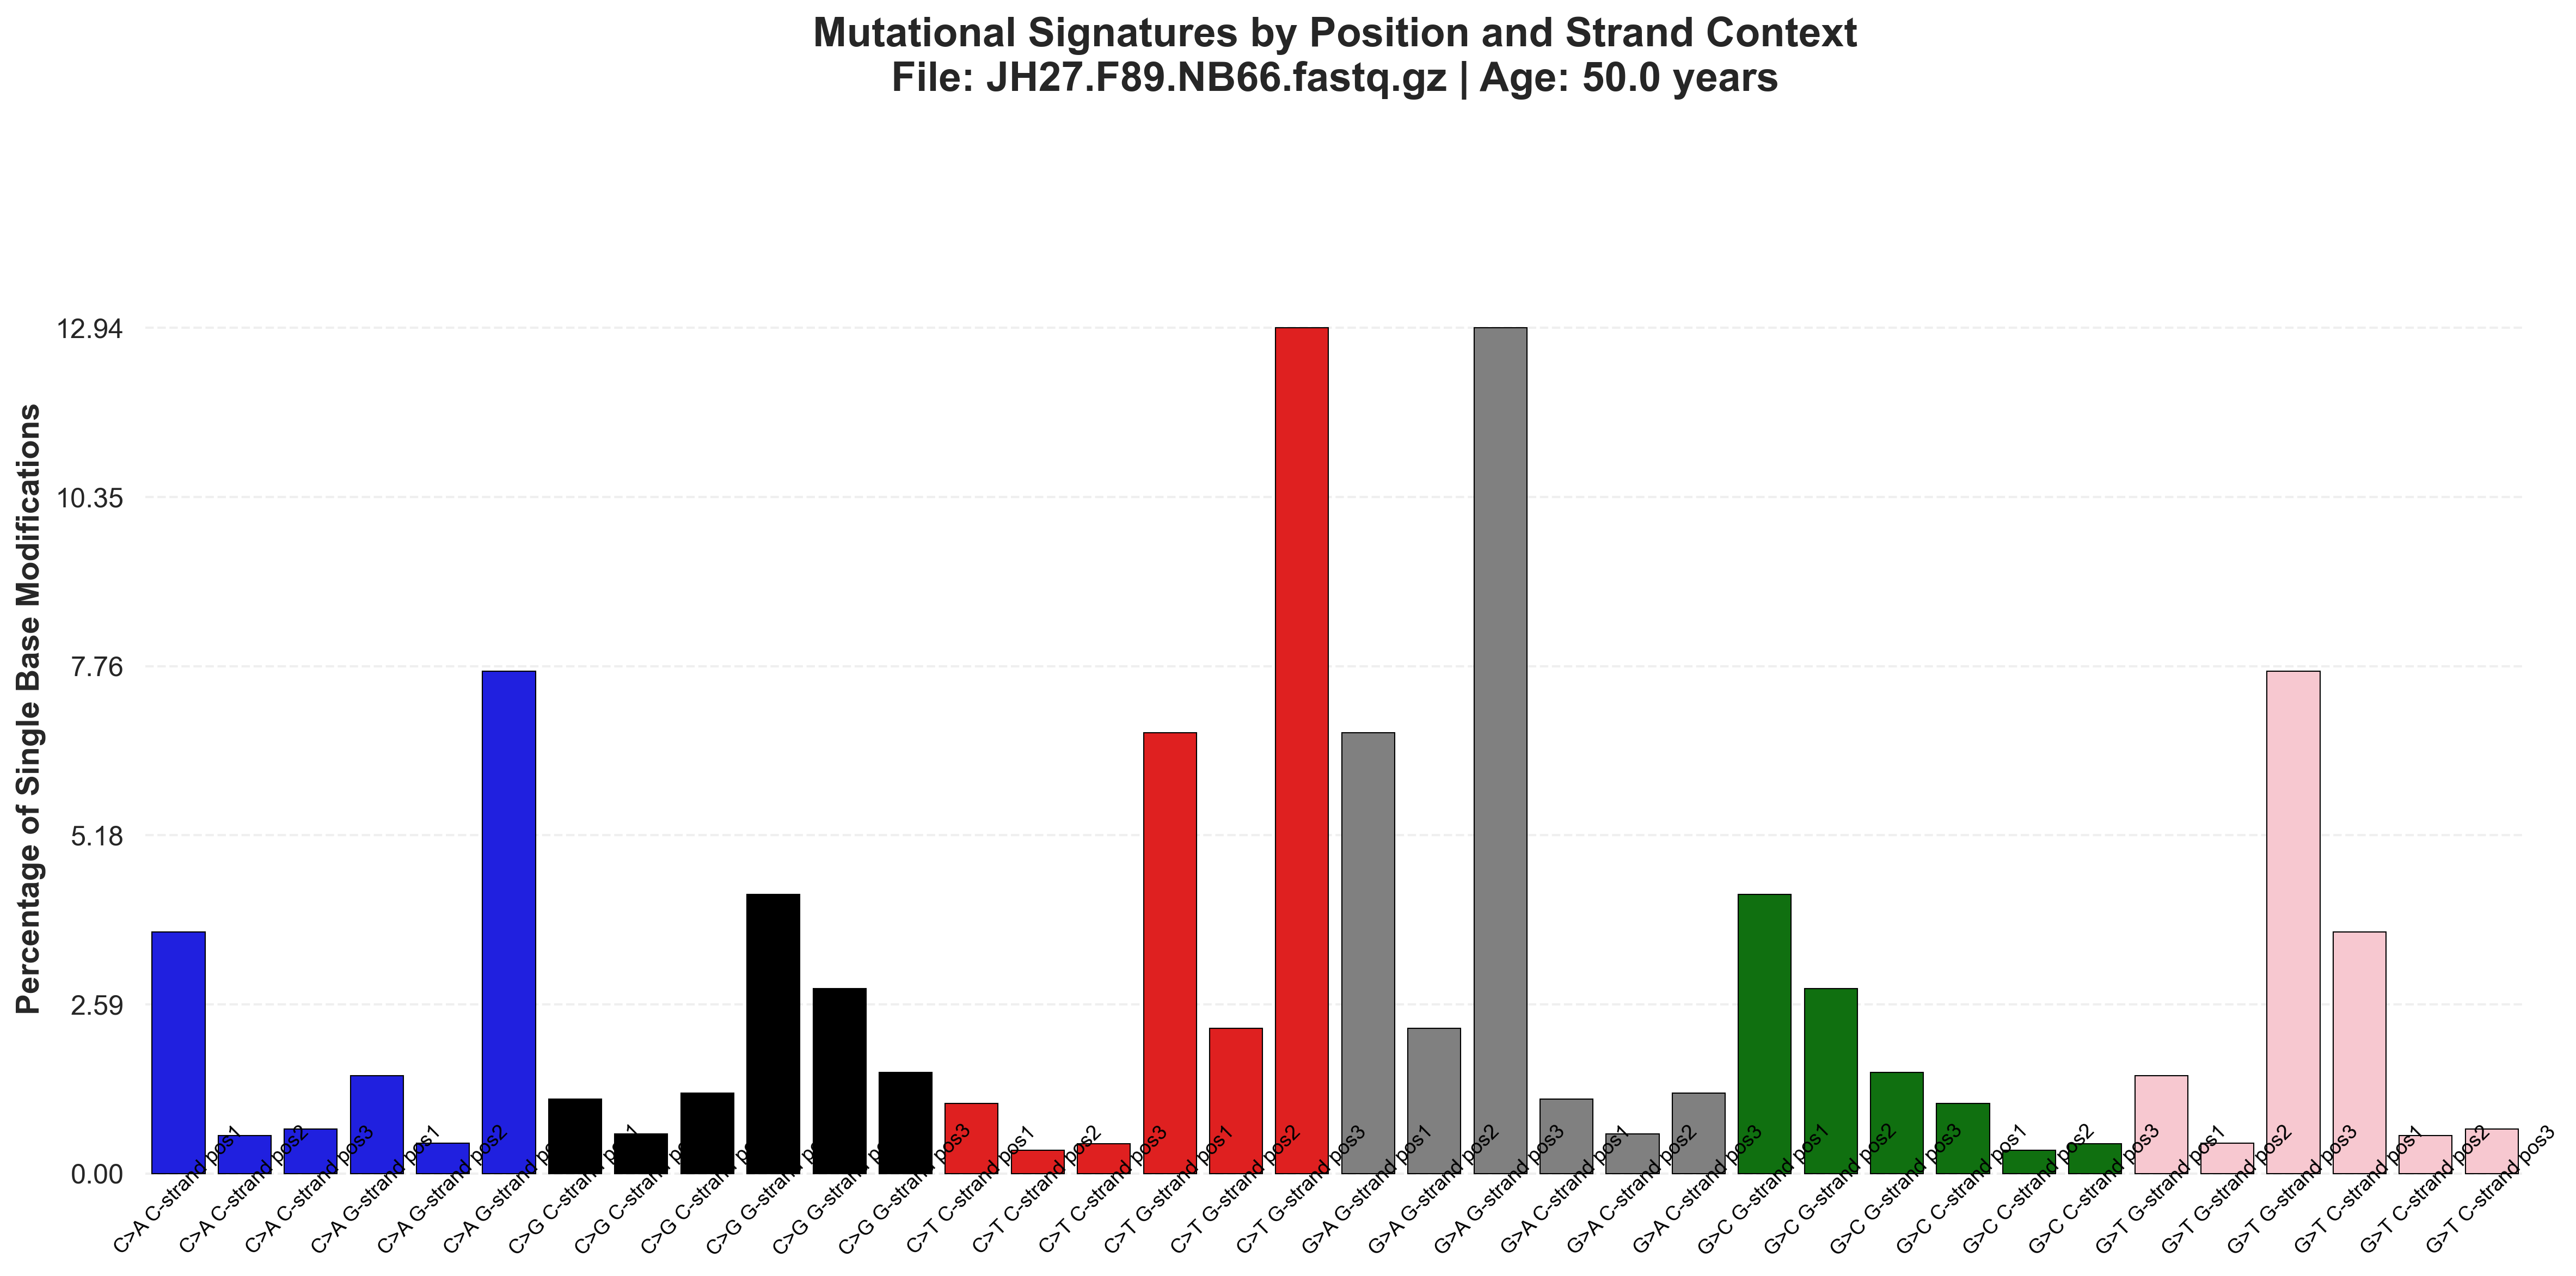 Mutational Signatures by Position and Strand Context
File: JH27.F89.NB66.fastq.gz | Age: 50.0 years
Percentage of Single Base Modifications
12.94
10.35
7.76
5.18
2.59
0.00
C>A C-strand pos1
C>A C-strand pos2
C>A C-strand pos3
C>A G-strand pos1
C>A G-strand pos2
C>A G-strand pos3
C>G C-strand pos1
C>G C-strand pos2
C>G C-strand pos3
C>G G-strand pos1
C>G G-strand pos2
C>G G-strand pos3
C>T C-strand pos1
C>T C-strand pos2
C>T C-strand pos3
C>T G-strand pos1
C>T G-strand pos2
C>T G-strand pos3
G>A G-strand pos1
G>A G-strand pos2
G>A G-strand pos3
G>A C-strand pos1
G>A C-strand pos2
G>A C-strand pos3
G>C G-strand pos1
G>C G-strand pos2
G>C G-strand pos3
G>C C-strand pos1
G>C C-strand pos2
G>C C-strand pos3
G>T G-strand pos1
G>T G-strand pos2
G>T G-strand pos3
G>T C-strand pos1
G>T C-strand pos2
G>T C-strand pos3